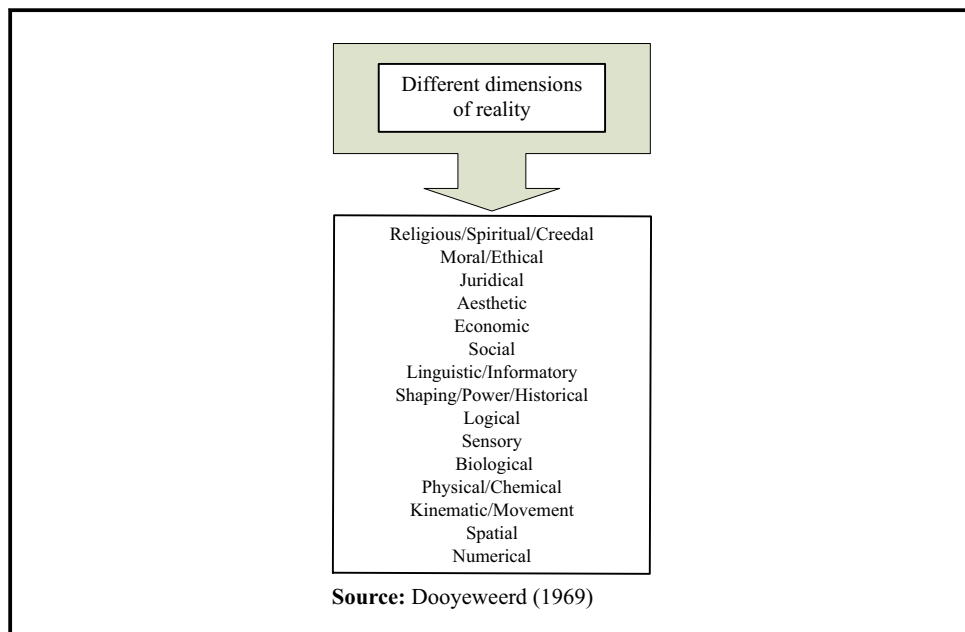 Different dimensions
of reality
Religious/Spiritual/Creedal
Moral/Ethical
Juridical
Aesthetic
Economic
Social
Linguistic/Informatory
Shaping/Power/Historical
Logical
Sensory
Biological
Physical/Chemical
Kinematic/Movement
Spatial
Numerical
Source: Dooyeweerd (1969)